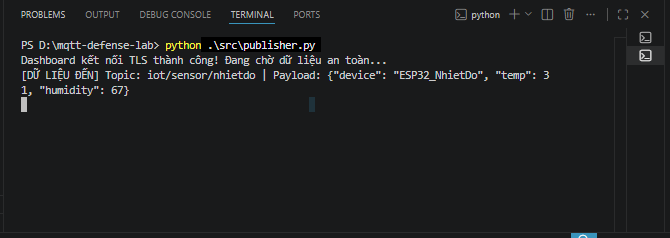 PROBLEMS OUTPUT DEBUG CONSOLE TERMINAL PORTS python
PS D:\mqtt-defense-lab> python .\src\publisher.py
Dashboard kết nối TLS thành công! Đang chờ dữ liệu an toàn...
[DỮ LIỆU ĐẾN] Topic: iot/sensor/nhietdo | Payload: {"device": "ESP32_NhietDo", "temp": 3
1, "humidity": 67}